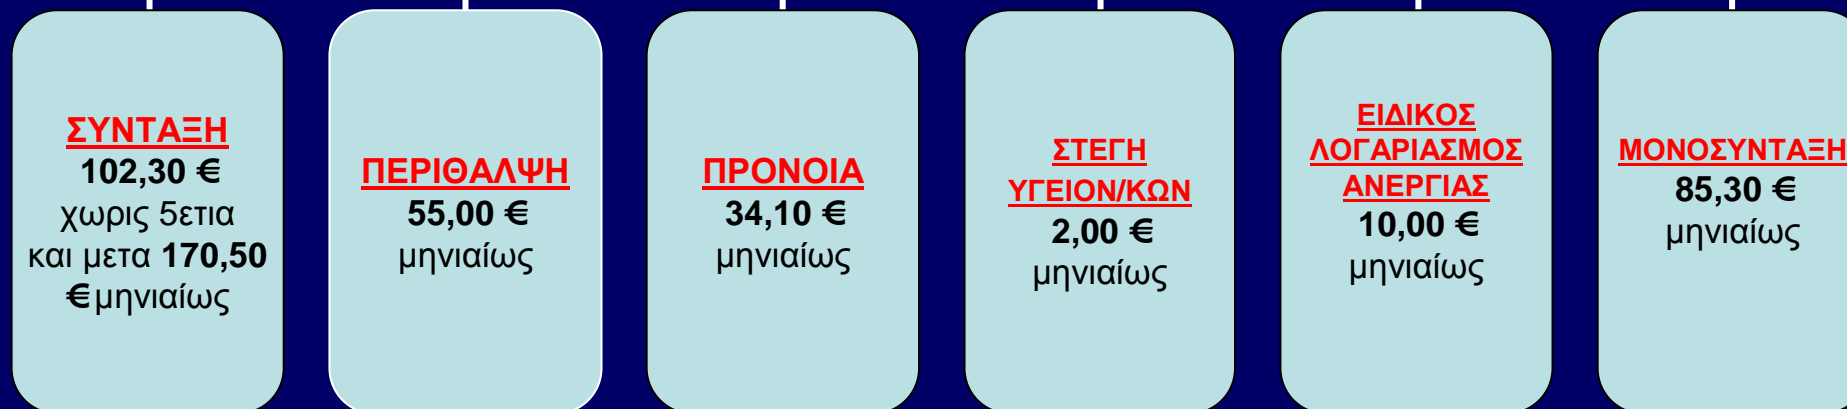 ΣΥΝΤΑΞΗ
102,30 €
χωρις 5ετια
και μετα 170,50
€ μηνιαίως
ΠΕΡΙΘΑΛΨΗ
55,00 €
μηνιαίως
ΠΡΟΝΟΙΑ
34,10 €
μηνιαίως
ΣΤΕΓΗ
ΥΓΕΙΟΝ/ΚΩΝ
2,00 €
μηνιαίως
ΕΙΔΙΚΟΣ
ΛΟΓΑΡΙΑΣΜΟΣ
ΑΝΕΡΓΙΑΣ
10,00 €
μηνιαίως
ΜΟΝΟΣΥΝΤΑΞΗ
85,30 €
μηνιαίως